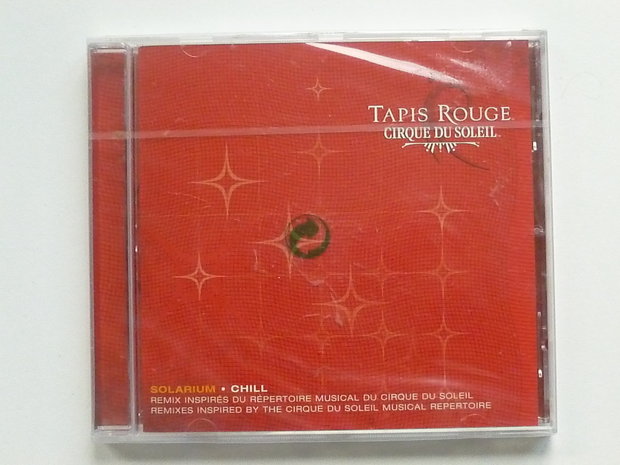 TAPIS ROUGE
CIRQUE DU SOLEIL™
SOLARIUM • CHILL
REMIX INSPIRÉS DU RÉPERTOIRE MUSICAL DU CIRQUE DU SOLEIL
REMIXES INSPIRED BY THE CIRQUE DU SOLEIL MUSICAL REPERTOIRE